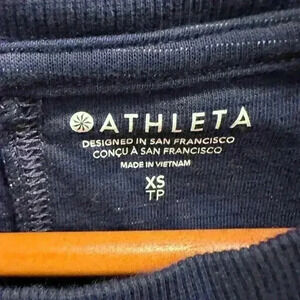 ATHLETA
DESIGNED IN SAN FRANCISCO
CONÇU À SAN FRANCISCO
MADE IN VIETNAM
XS
TP